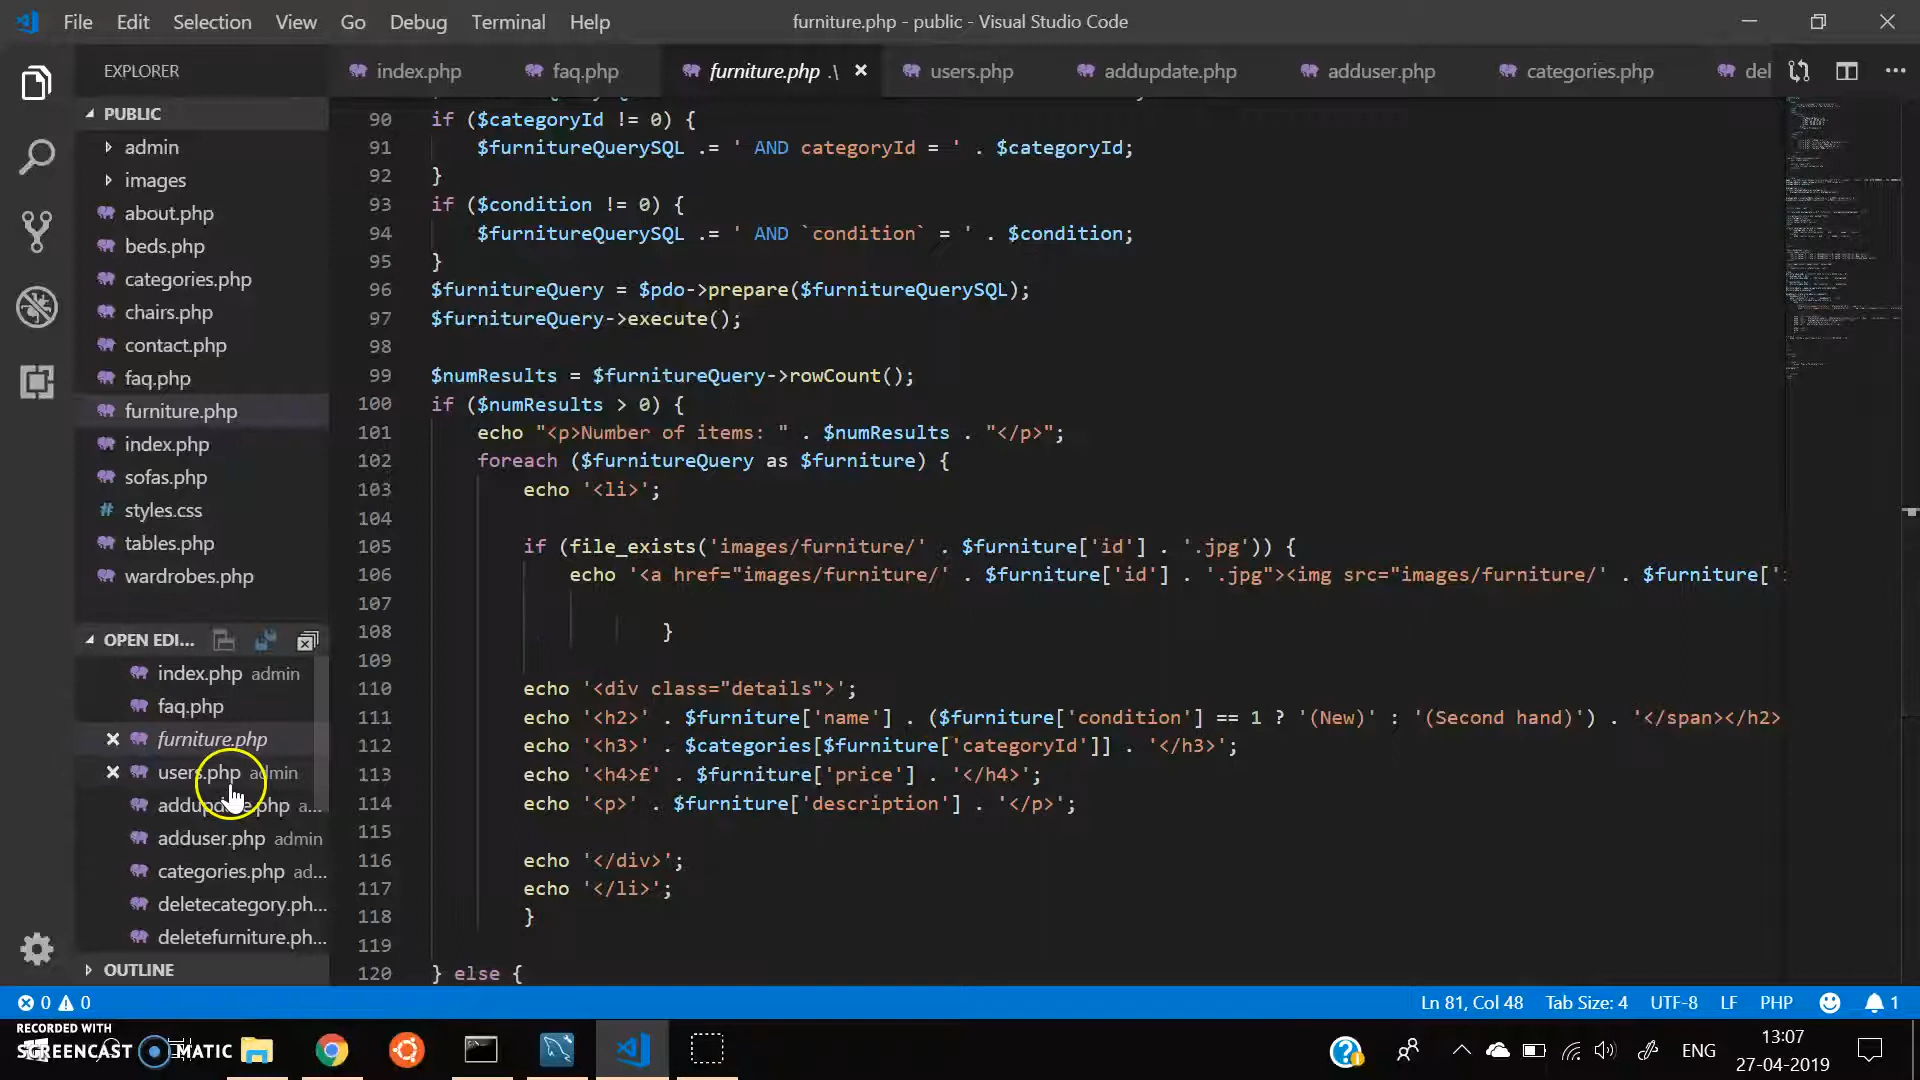 File Edit Selection View Go Debug Terminal Help
furniture.php - public - Visual Studio Code
EXPLORER
index.php faq.php furniture.php .\ users.php addupdate.php adduser.php categories.php del
PUBLIC
admin
images
about.php
beds.php
categories.php
chairs.php
contact.php
faq.php
furniture.php
index.php
sofas.php
# styles.css
tables.php
wardrobes.php
OPEN EDI...
index.php admin
faq.php
furniture.php
users.php admin
addupdate.php a...
adduser.php admin
categories.php ad...
deletecategory.ph...
deletefurniture.ph...
OUTLINE
90 if ($categoryId != 0) {
91 $furnitureQuerySQL .= ' AND categoryId = ' . $categoryId;
92 }
93 if ($condition != 0) {
94 $furnitureQuerySQL .= ' AND `condition` = ' . $condition;
95 }
96 $furnitureQuery = $pdo->prepare($furnitureQuerySQL);
97 $furnitureQuery->execute();
98
99 $numResults = $furnitureQuery->rowCount();
100 if ($numResults > 0) {
101 echo "<p>Number of items: " . $numResults . "</p>";
102 foreach ($furnitureQuery as $furniture) {
103 echo '<li>';
104
105 if (file_exists('images/furniture/' . $furniture['id'] . '.jpg')) {
106 echo '<a href="images/furniture/' . $furniture['id'] . '.jpg"><img src="images/furniture/' . $furniture['
107
108 }
109
110 echo '<div class="details">';
111 echo '<h2>' . $furniture['name'] . ($furniture['condition'] == 1 ? '(New)' : '(Second hand)') . '</span></h2>
112 echo '<h3>' . $categories[$furniture['categoryId']] . '</h3>';
113 echo '<h4>£' . $furniture['price'] . '</h4>';
114 echo '<p>' . $furniture['description'] . '</p>';
115
116 echo '</div>';
117 echo '</li>';
118 }
119
120 } else {
0 0
Ln 81, Col 48 Tab Size: 4 UTF-8 LF PHP 1
RECORDED WITH
SCREENCAST MATIC
ENG
13:07
27-04-2019